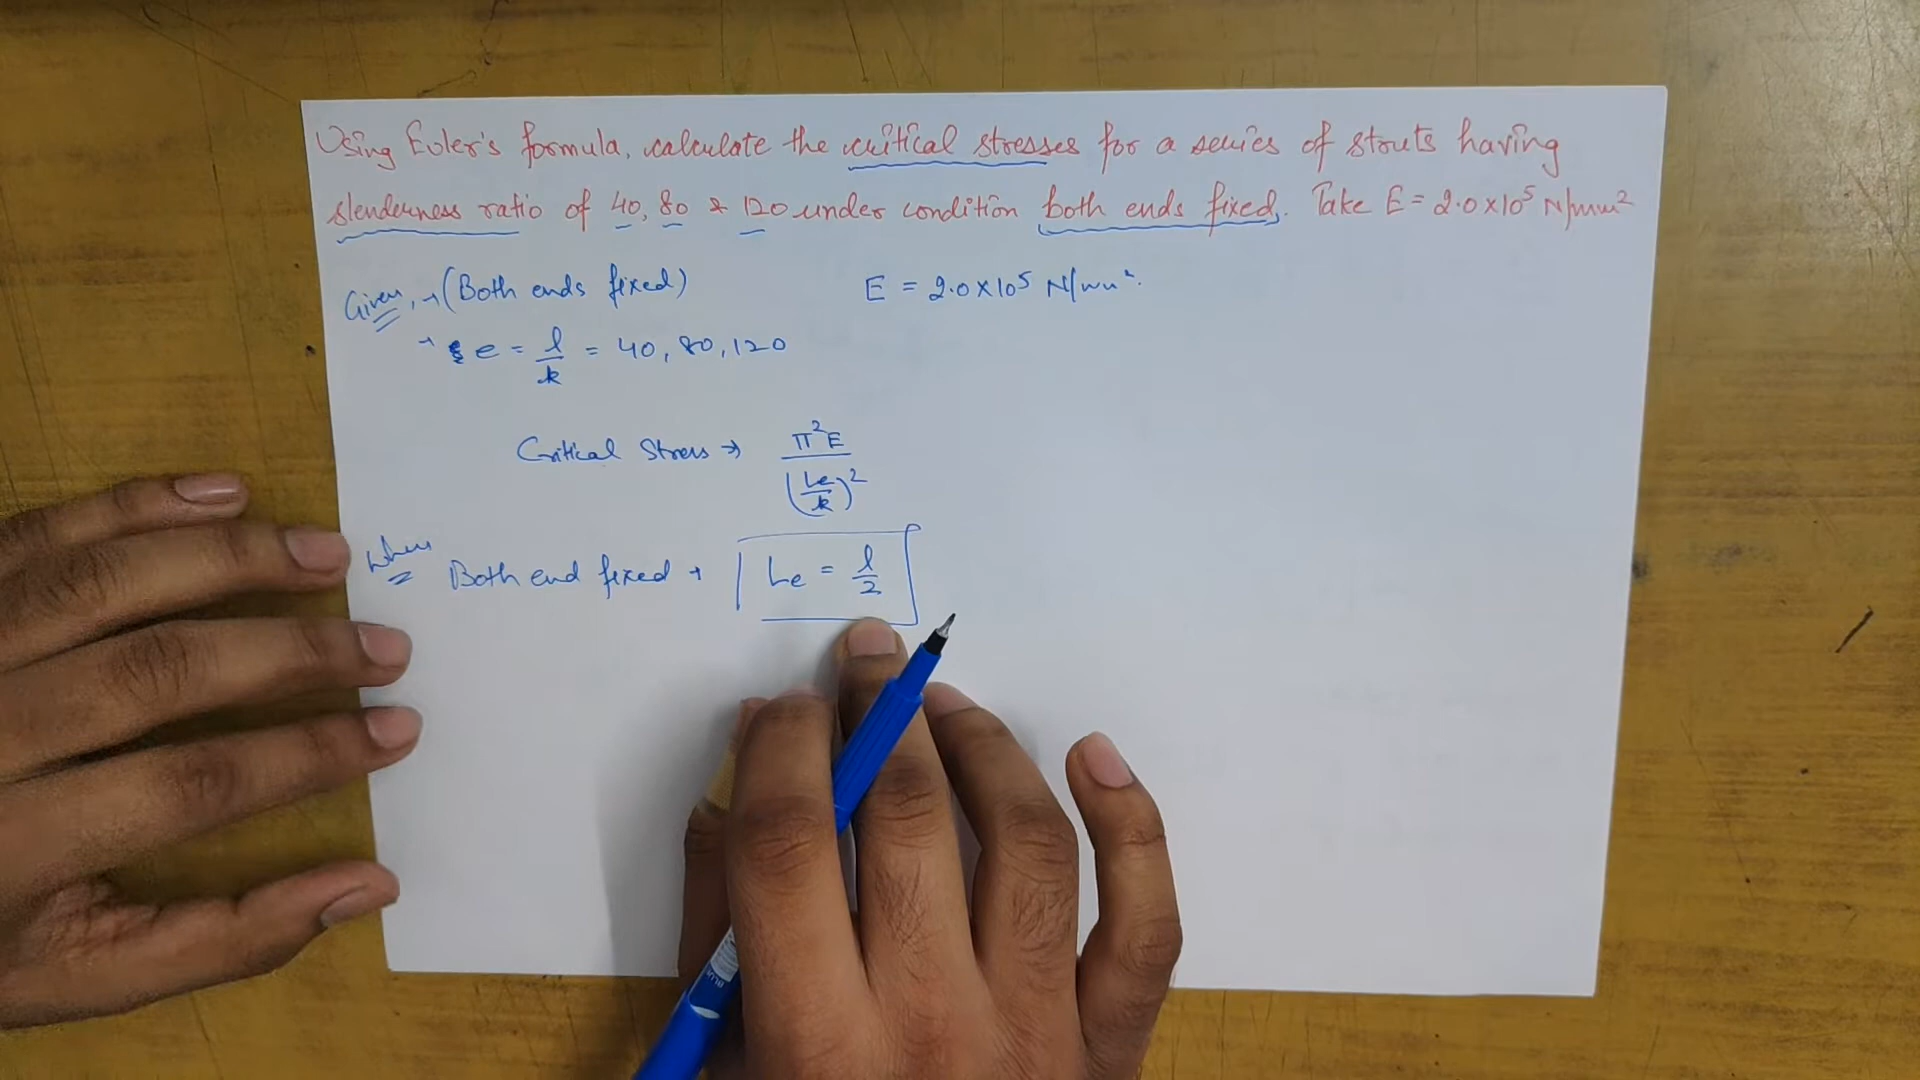 Using Euler's formula, calculate the critical stresses for a series of struts having
slenderness ratio of 40, 80 & 120 under condition both ends fixed. Take E = 2.0×10⁵ N/mm²
Given, → (Both ends fixed) E = 2.0×10⁵ N/mm².
→ e = l/k = 40, 80, 120
Critical Stress → π²E/(Le/k)²
When Both end fixed → Le = l/2
BLUE